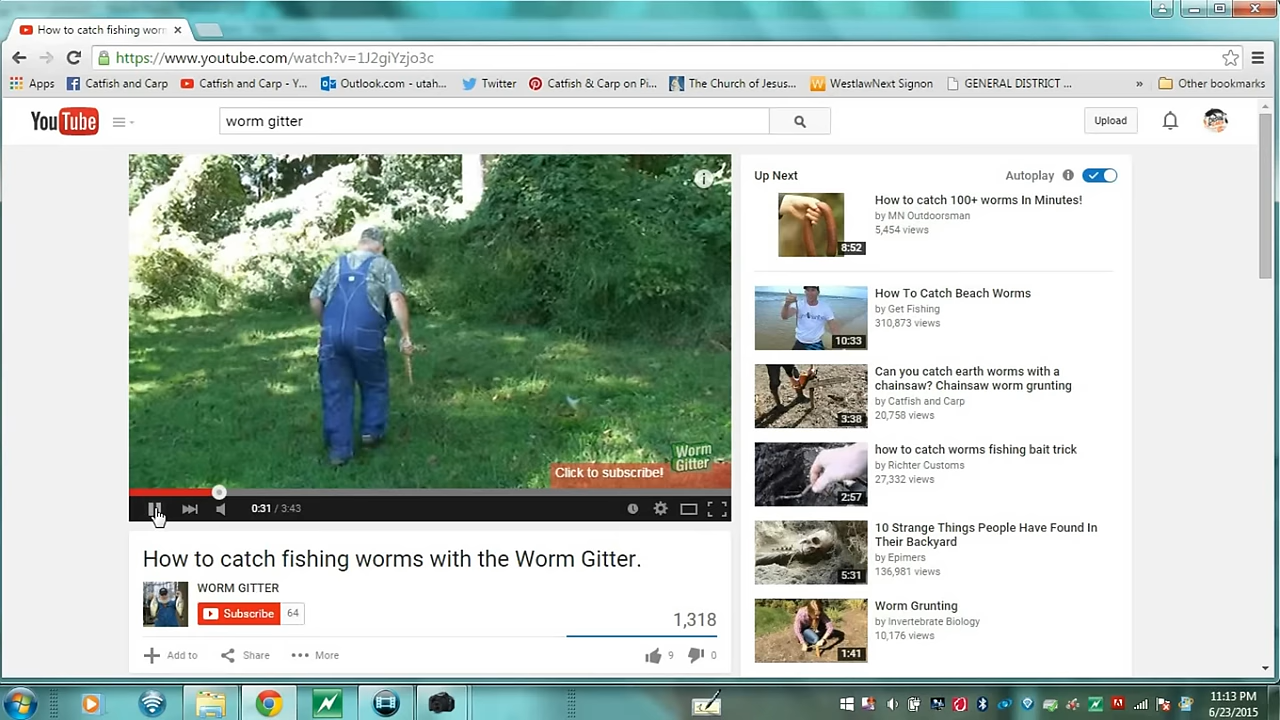 How to catch fishing worm
https://www.youtube.com/watch?v=1J2giYzjo3c
Apps Catfish and Carp Catfish and Carp - Y... Outlook.com - utah... Twitter Catfish & Carp on Pi... The Church of Jesus... WestlawNext Signon GENERAL DISTRICT ... » Other bookmarks
YouTube worm gitter Upload
Up Next Autoplay
How to catch 100+ worms In Minutes!
by MN Outdoorsman
5,454 views
8:52
How To Catch Beach Worms
by Get Fishing
310,873 views
10:33
Can you catch earth worms with a
chainsaw? Chainsaw worm grunting
by Catfish and Carp
20,758 views
3:38
how to catch worms fishing bait trick
by Richter Customs
27,332 views
2:57
10 Strange Things People Have Found In
Their Backyard
by Epimers
136,981 views
5:31
Worm Grunting
by Invertebrate Biology
10,176 views
1:41
Click to subscribe!
Worm
Gitter
0:31 / 3:43
How to catch fishing worms with the Worm Gitter.
WORM GITTER
Subscribe 64
1,318
Add to Share More 9 0
11:13 PM
6/23/2015